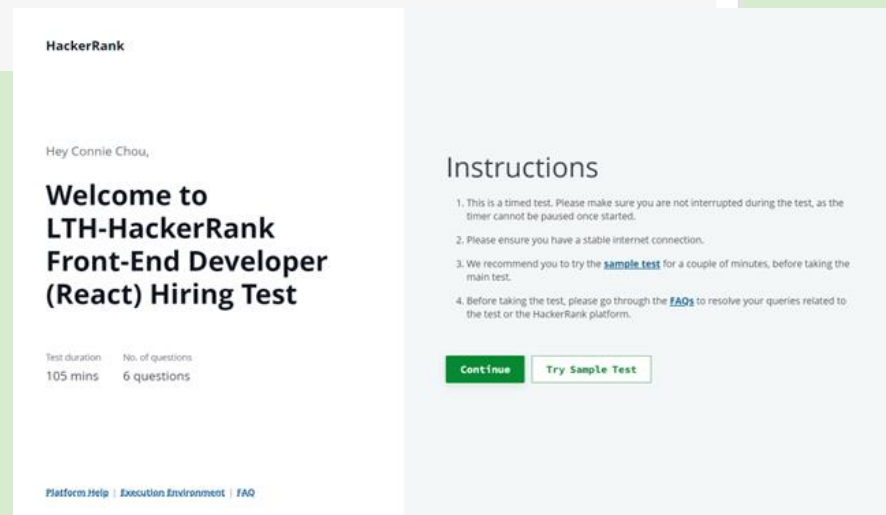 HackerRank
Hey Connie Chou,
Welcome to
LTH-HackerRank
Front-End Developer
(React) Hiring Test
Test duration No. of questions
105 mins 6 questions
Platform Help | Execution Environment | FAQ
Instructions
1. This is a timed test. Please make sure you are not interrupted during the test, as the
timer cannot be paused once started.
2. Please ensure you have a stable internet connection.
3. We recommend you to try the sample test for a couple of minutes, before taking the
main test.
4. Before taking the test, please go through the FAQs to resolve your queries related to
the test or the HackerRank platform.
Continue Try Sample Test